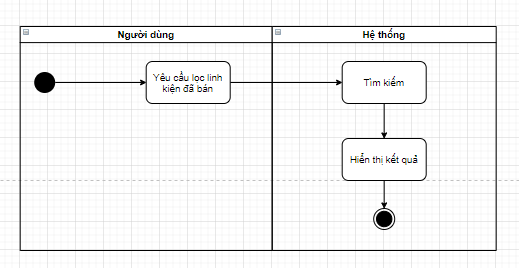 Người dùng
Hệ thống
Yêu cầu lọc linh
kiện đã bán
Tìm kiếm
Hiển thị kết quả